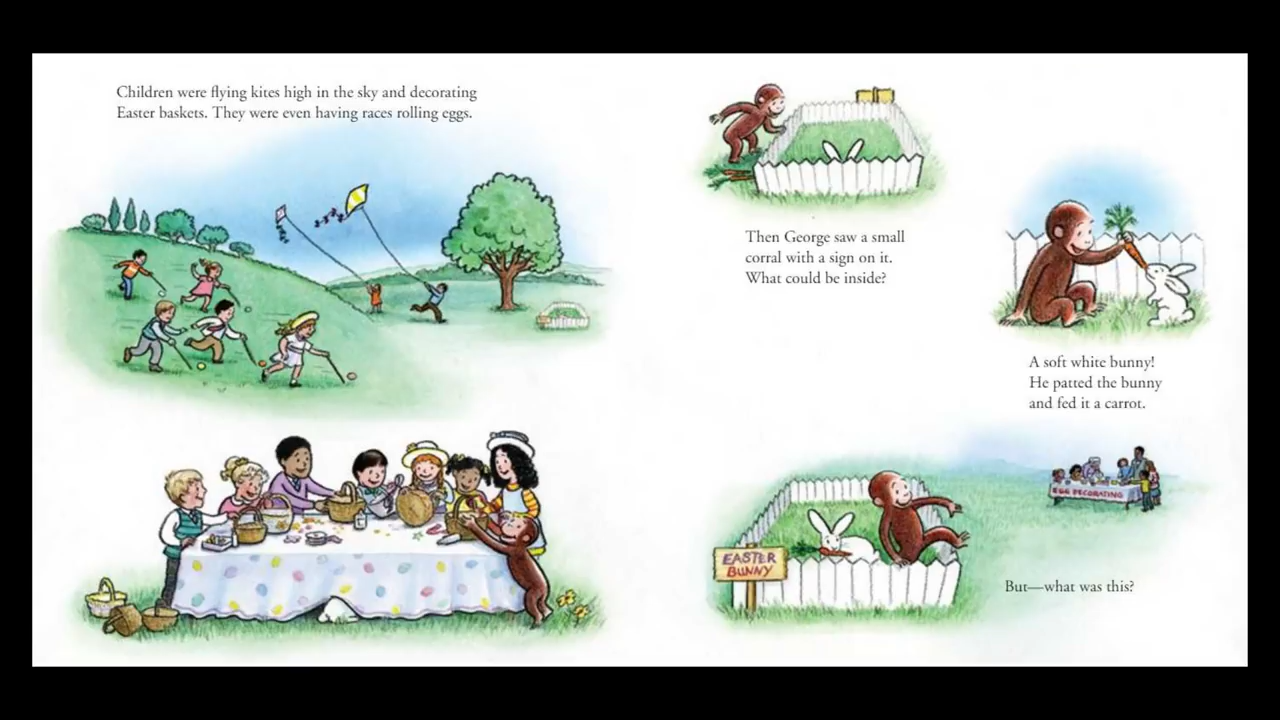 Children were flying kites high in the sky and decorating
Easter baskets. They were even having races rolling eggs.
Then George saw a small
corral with a sign on it.
What could be inside?
A soft white bunny!
He patted the bunny
and fed it a carrot.
EGG DECORATING
EASTER
BUNNY
But—what was this?